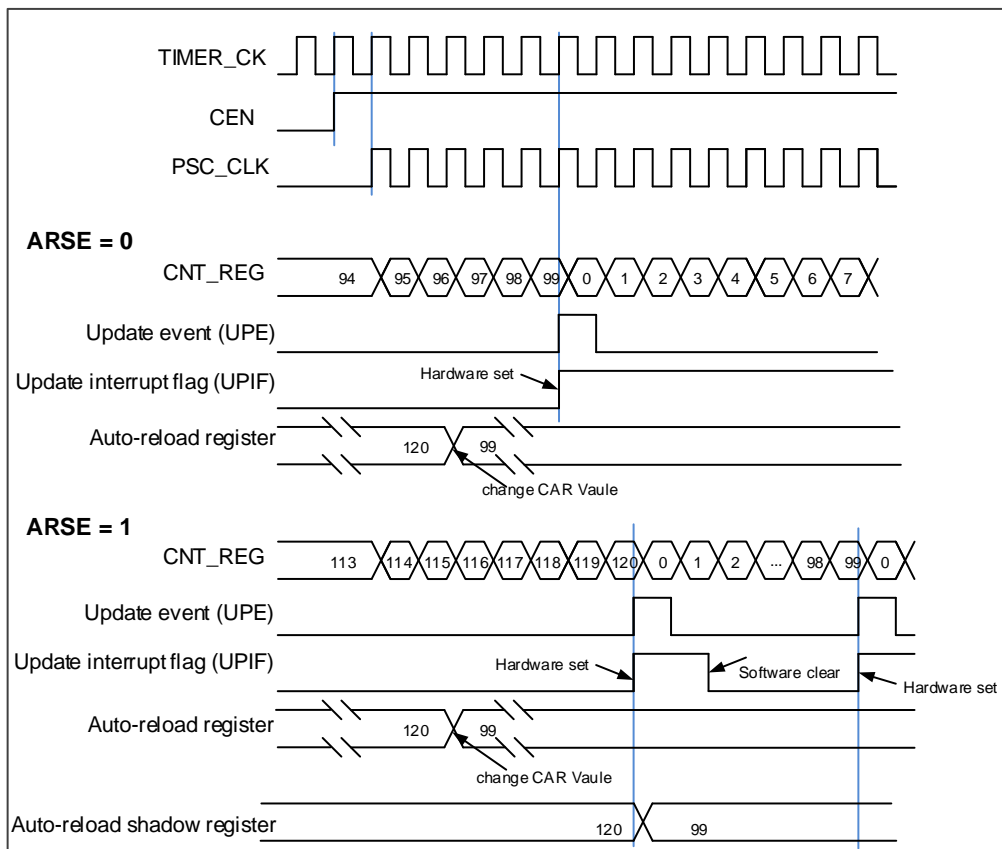 TIMER_CK
CEN
PSC_CLK
ARSE = 0
CNT_REG 94 95 96 97 98 99 0 1 2 3 4 5 6 7
Update event (UPE)
Update interrupt flag (UPIF) Hardware set
Auto-reload register 120 99
change CAR Vaule
ARSE = 1
CNT_REG 113 114 115 116 117 118 119 120 0 1 2 ... 98 99 0
Update event (UPE)
Update interrupt flag (UPIF) Hardware set Software clear Hardware set
Auto-reload register 120 99
change CAR Vaule
Auto-reload shadow register 120 99